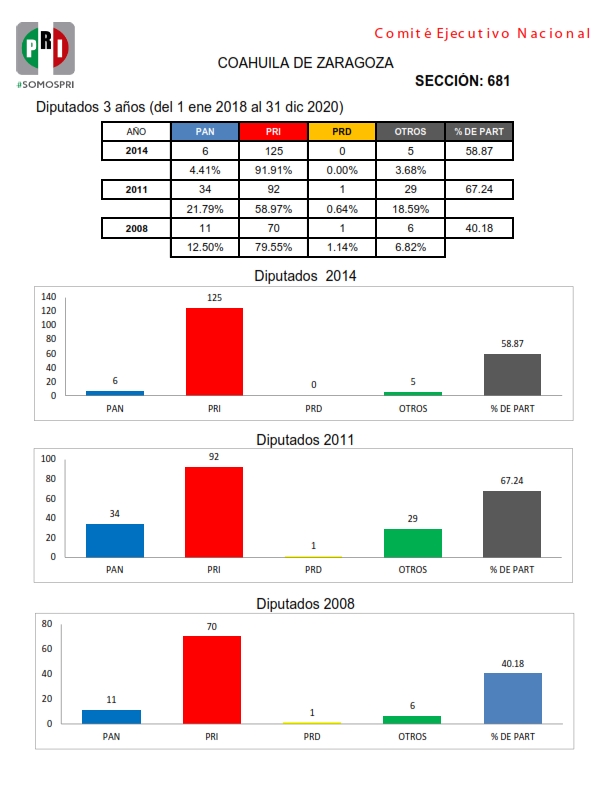 Comité Ejecutivo Nacional
PRI
#SOMOSPRI
COAHUILA DE ZARAGOZA
SECCIÓN: 681
Diputados 3 años (del 1 ene 2018 al 31 dic 2020)
AÑO PAN PRI PRD OTROS % DE PART
2014 6 125 0 5 58.87
4.41% 91.91% 0.00% 3.68%
2011 34 92 1 29 67.24
21.79% 58.97% 0.64% 18.59%
2008 11 70 1 6 40.18
12.50% 79.55% 1.14% 6.82%
Diputados 2014
140
120
100
80
60
40
20
0
6 125 0 5 58.87
PAN PRI PRD OTROS % DE PART
Diputados 2011
100
80
60
40
20
0
34 92 1 29 67.24
PAN PRI PRD OTROS % DE PART
Diputados 2008
80
60
40
20
0
11 70 1 6 40.18
PAN PRI PRD OTROS % DE PART